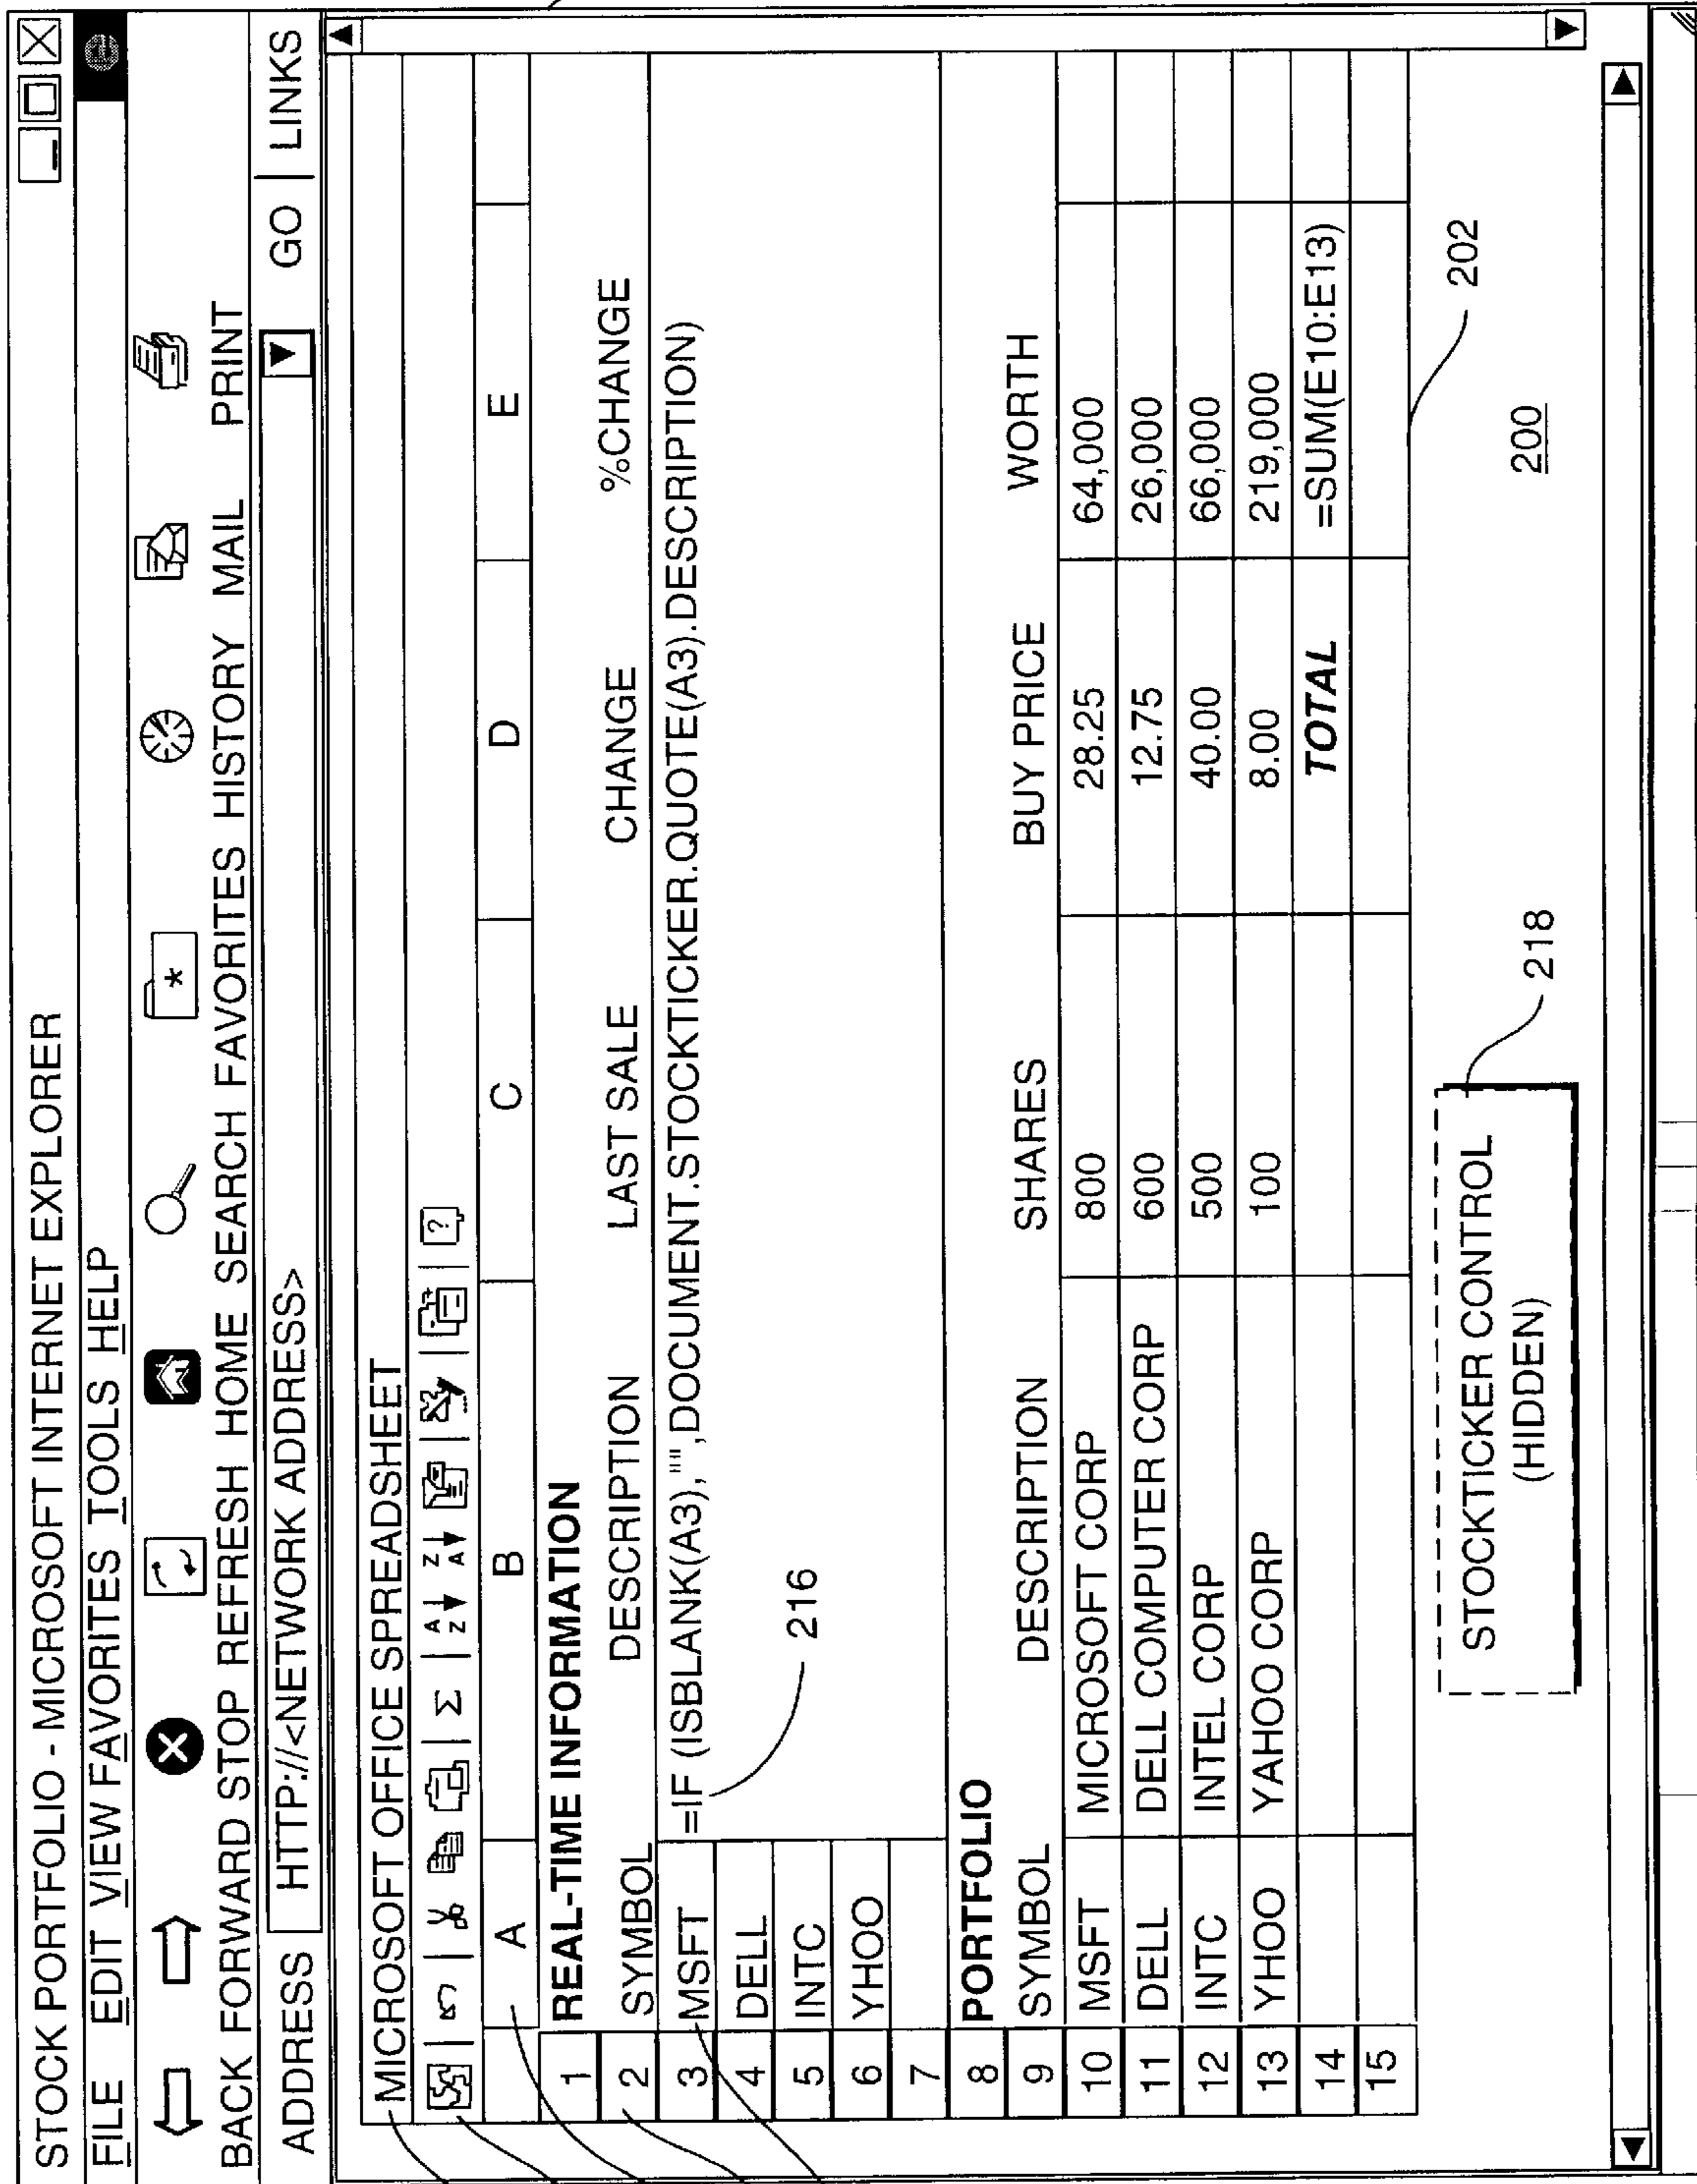 STOCK PORTFOLIO - MICROSOFT INTERNET EXPLORER
FILE EDIT VIEW FAVORITES TOOLS HELP
BACK FORWARD STOP REFRESH HOME SEARCH FAVORITES HISTORY MAIL PRINT
ADDRESS HTTP://<NETWORK ADDRESS> GO LINKS
MICROSOFT OFFICE SPREADSHEET
Σ A Z Z A ?
A B C D E
1 REAL-TIME INFORMATION
2 SYMBOL DESCRIPTION LAST SALE CHANGE %CHANGE
3 MSFT =IF (ISBLANK(A3),"",DOCUMENT.STOCKTICKER.QUOTE(A3).DESCRIPTION)
4 DELL
216
5 INTC
6 YHOO
7
8 PORTFOLIO
9 SYMBOL DESCRIPTION SHARES BUY PRICE WORTH
10 MSFT MICROSOFT CORP 800 28.25 64,000
11 DELL DELL COMPUTER CORP 600 12.75 26,000
12 INTC INTEL CORP 500 40.00 66,000
13 YHOO YAHOO CORP 100 8.00 219,000
14 TOTAL =SUM(E10:E13)
15
202
STOCKTICKER CONTROL
(HIDDEN)
218
200